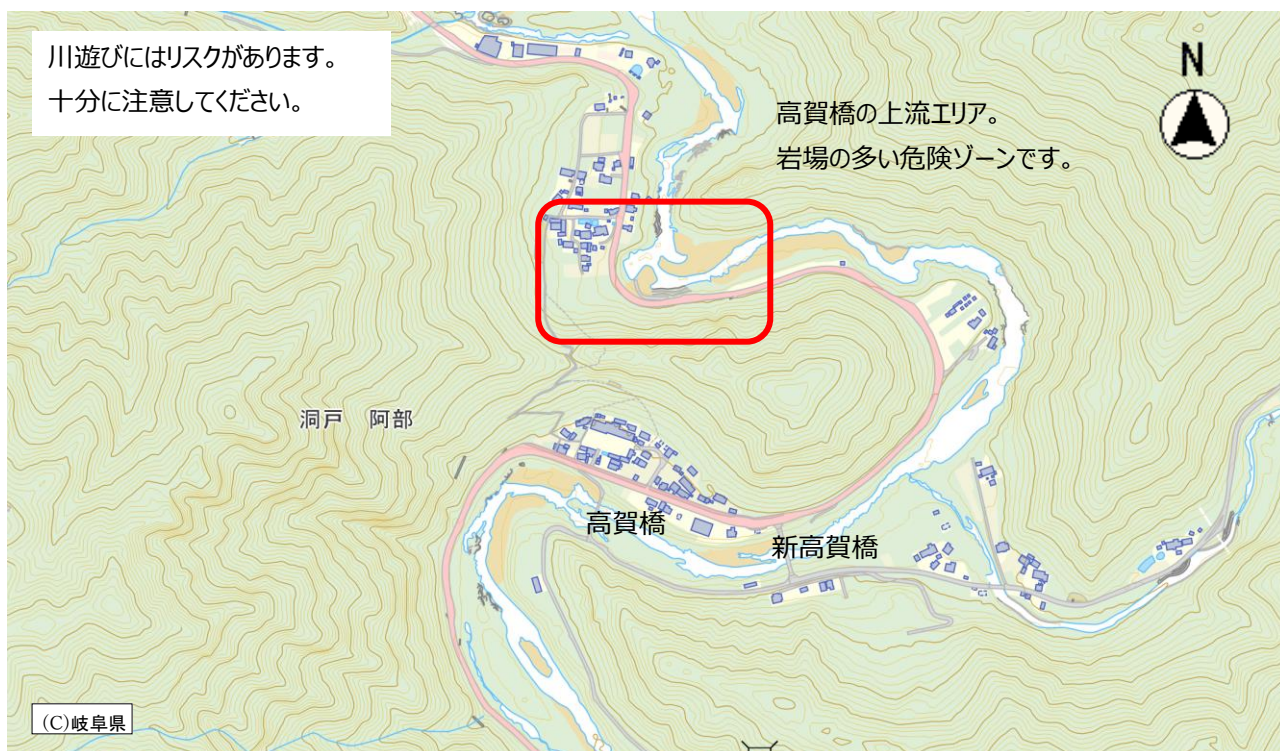 川遊びにはリスクがあります。
十分に注意してください。
N
高賀橋の上流エリア。
岩場の多い危険ゾーンです。
洞戸 阿部
高賀橋
新高賀橋
(C)岐阜県